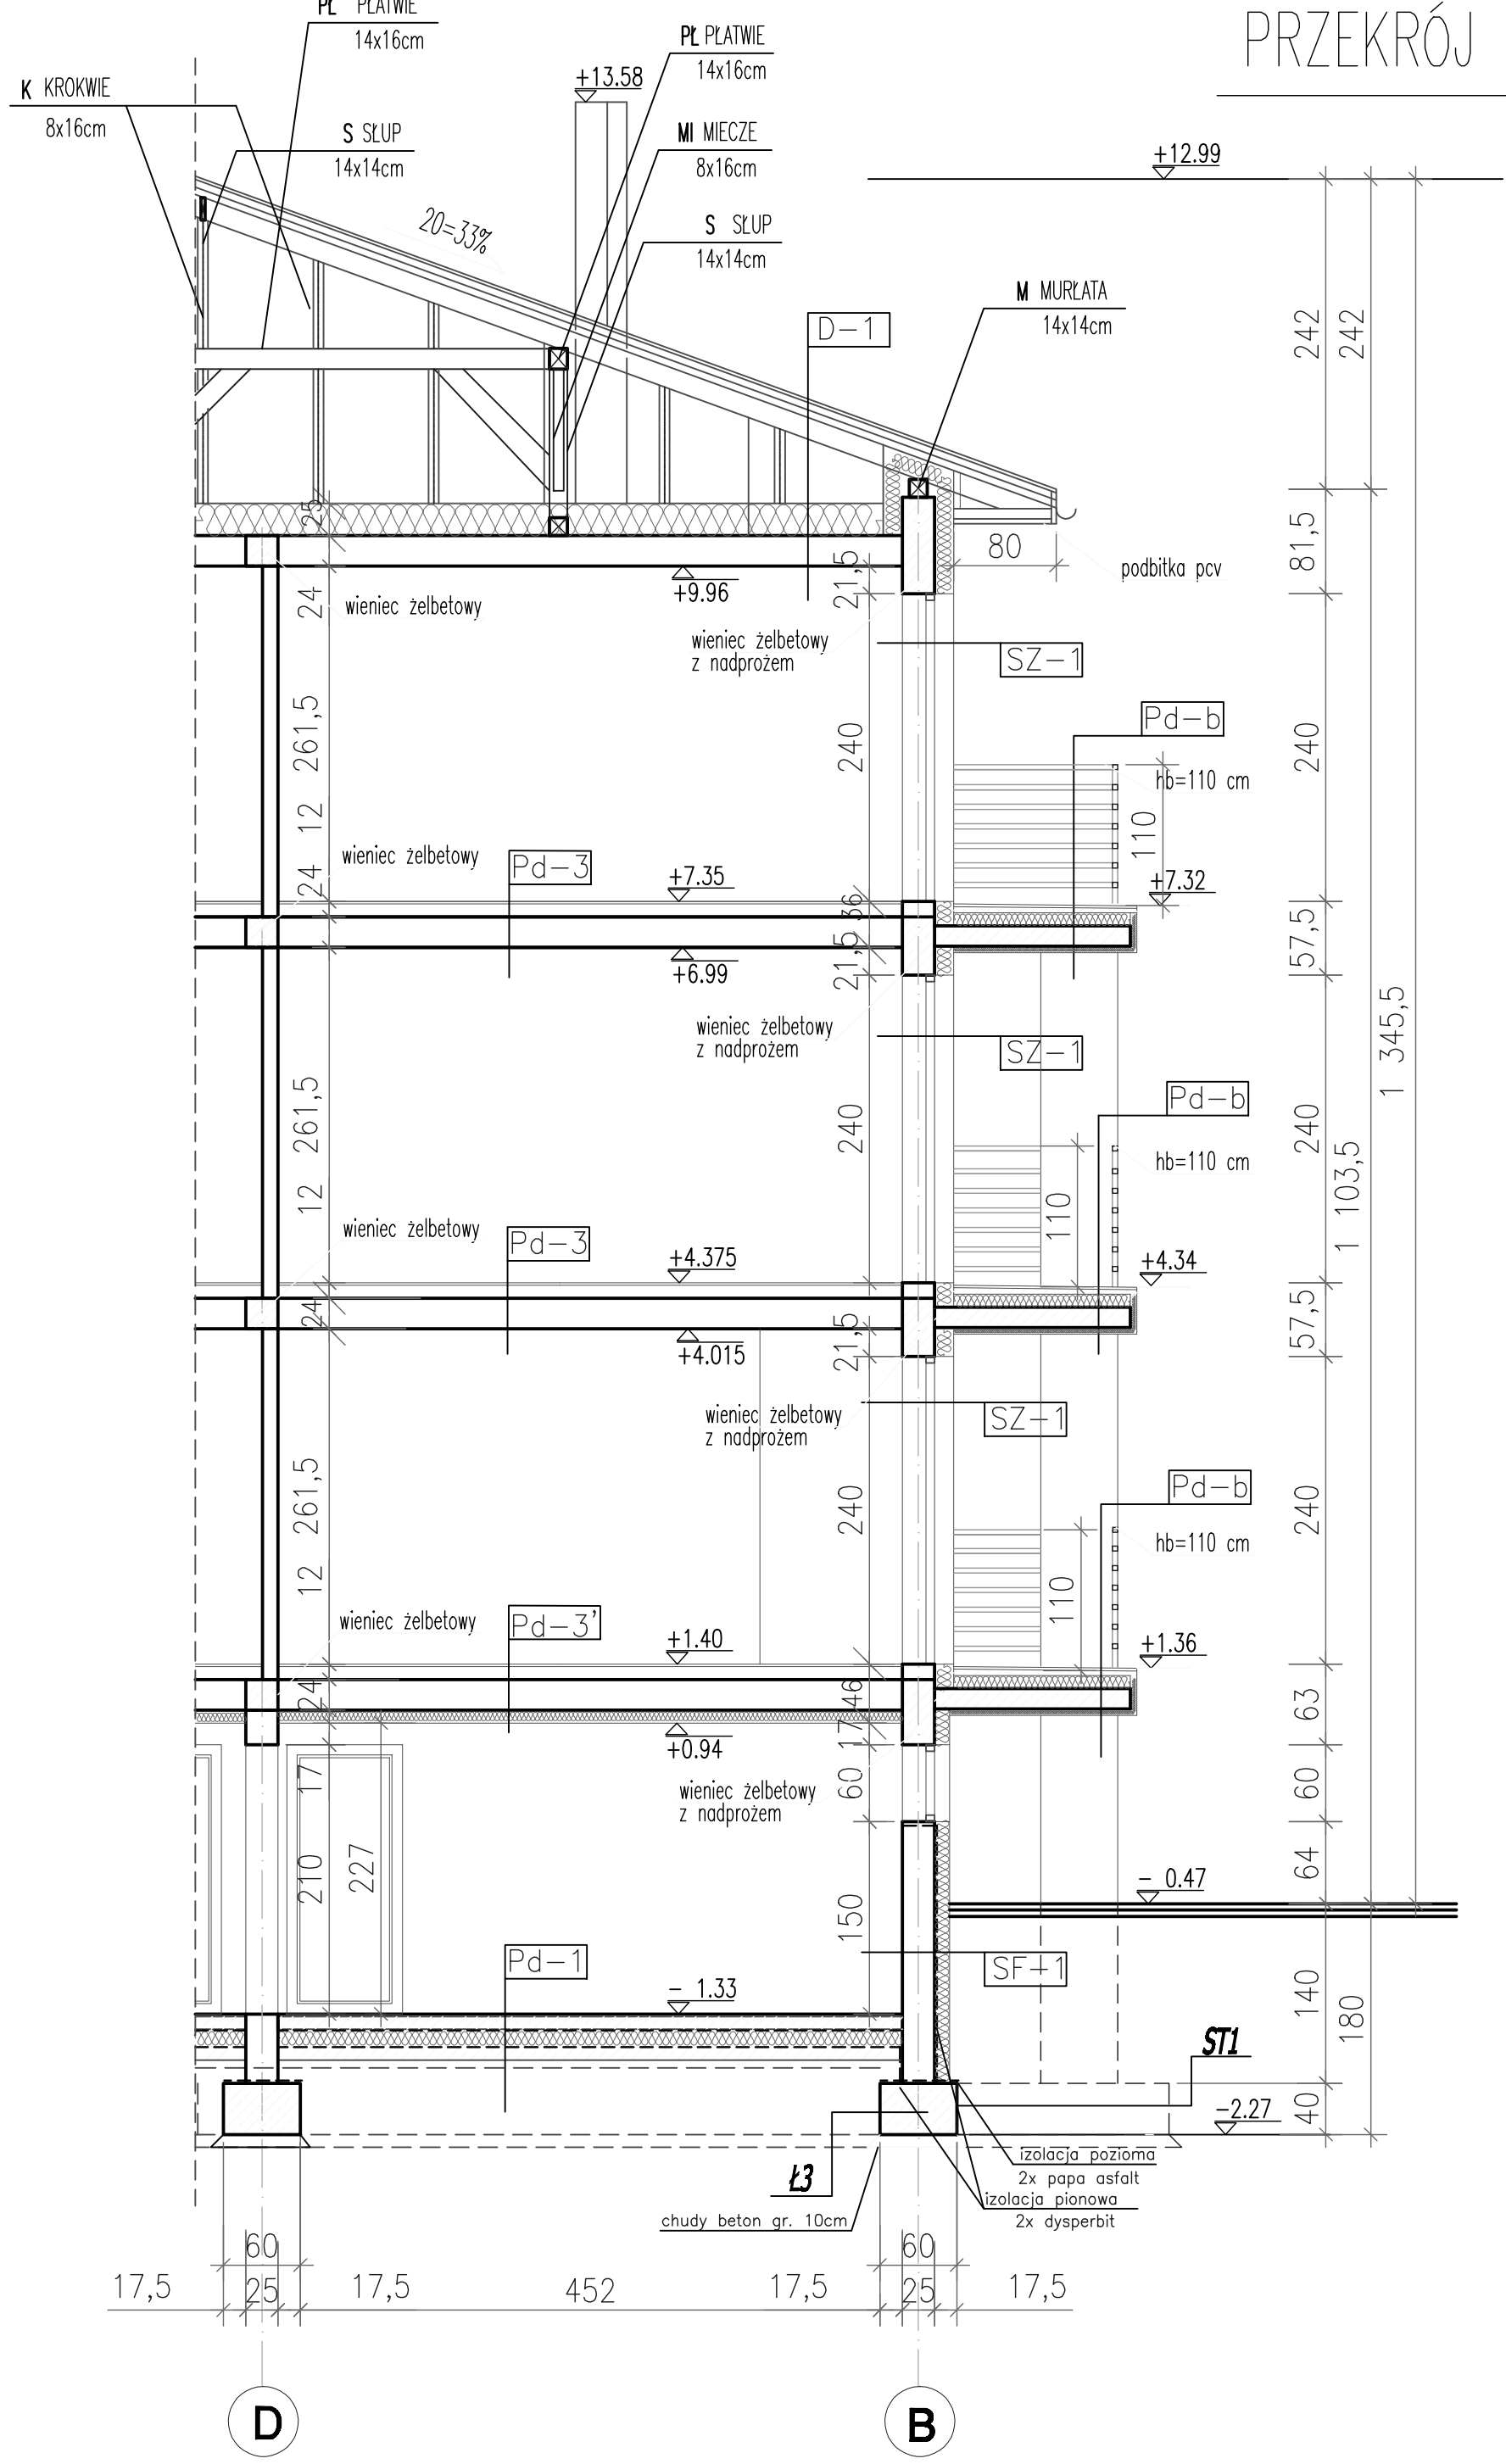 PRZEKRÓJ
PŁ PŁATWIE
14x16cm
PŁ PŁATWIE
14x16cm
K KROKWIE
8x16cm
S SŁUP
14x14cm
+13.58
MI MIECZE
8x16cm
S SŁUP
14x14cm
20=33%
+12.99
M MURŁATA
14x14cm
D-1
242
242
25
80
81,5
podbitka pcv
21,5
+9.96
24
wieniec żelbetowy
wieniec żelbetowy
z nadprożem
SZ-1
Pd-b
hb=110 cm
261,5
240
240
110
12
wieniec żelbetowy
Pd-3
24
+7.35
36
+7.32
57,5
21,5
+6.99
wieniec żelbetowy
z nadprożem
SZ-1
1 345,5
Pd-b
261,5
240
240
hb=110 cm
1 103,5
110
12
wieniec żelbetowy
Pd-3
+4.375
+4.34
24
57,5
21,5
+4.015
wieniec żelbetowy
z nadprożem
SZ-1
Pd-b
261,5
240
240
hb=110 cm
110
12
wieniec żelbetowy
Pd-3'
+1.40
+1.36
24
46
63
17
+0.94
wieniec żelbetowy
z nadprożem
60
60
17
210
227
64
- 0.47
150
Pd-1
SF-1
- 1.33
140
180
ST1
40
-2.27
izolacja pozioma
2x papa asfalt
Ł3
izolacja pionowa
2x dysperbit
chudy beton gr. 10cm
60
60
17,5
25
17,5
452
17,5
25
17,5
D
B